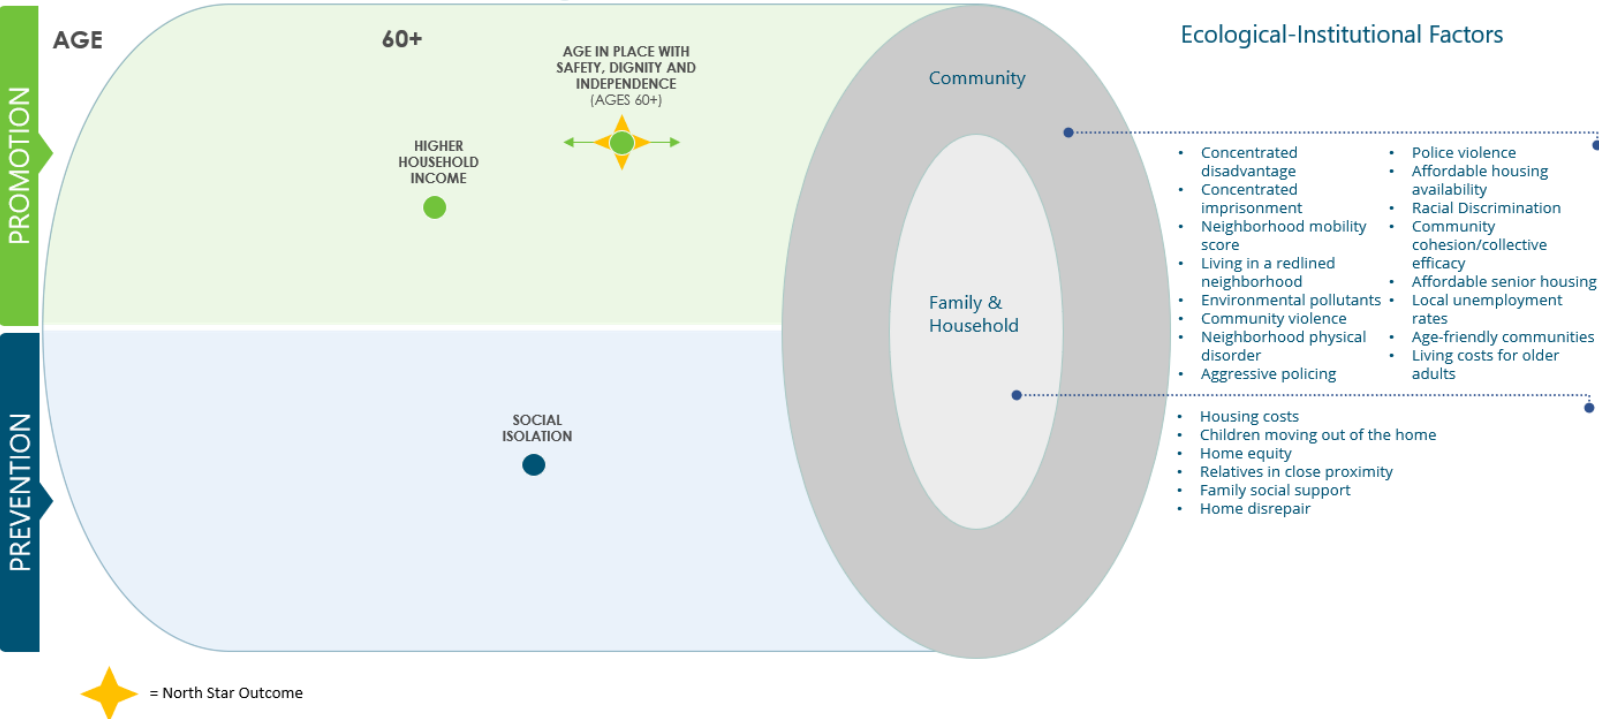 PROMOTION
AGE
60+
AGE IN PLACE WITH
SAFETY, DIGNITY AND
INDEPENDENCE
(AGES 60+)
HIGHER
HOUSEHOLD
INCOME
PREVENTION
SOCIAL
ISOLATION
Community
Family &
Household
Ecological-Institutional Factors
• Concentrated
disadvantage
• Concentrated
imprisonment
• Neighborhood mobility
score
• Living in a redlined
neighborhood
• Environmental pollutants
• Community violence
• Neighborhood physical
disorder
• Aggressive policing
• Police violence
• Affordable housing
availability
• Racial Discrimination
• Community
cohesion/collective
efficacy
• Affordable senior housing
• Local unemployment
rates
• Age-friendly communities
• Living costs for older
adults
• Housing costs
• Children moving out of the home
• Home equity
• Relatives in close proximity
• Family social support
• Home disrepair
= North Star Outcome